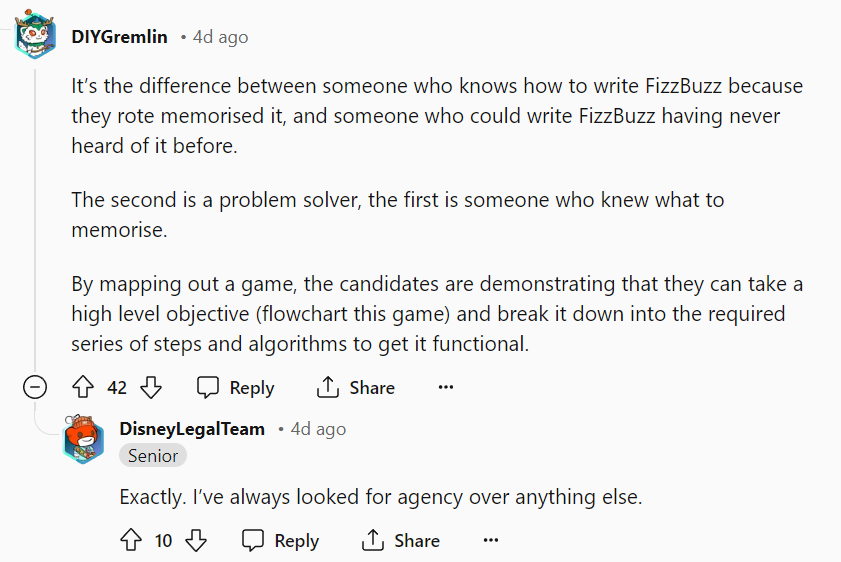 DIYGremlin • 4d ago
It’s the difference between someone who knows how to write FizzBuzz because
they rote memorised it, and someone who could write FizzBuzz having never
heard of it before.
The second is a problem solver, the first is someone who knew what to
memorise.
By mapping out a game, the candidates are demonstrating that they can take a
high level objective (flowchart this game) and break it down into the required
series of steps and algorithms to get it functional.
42 Reply Share
DisneyLegalTeam • 4d ago
Senior
Exactly. I’ve always looked for agency over anything else.
10 Reply Share